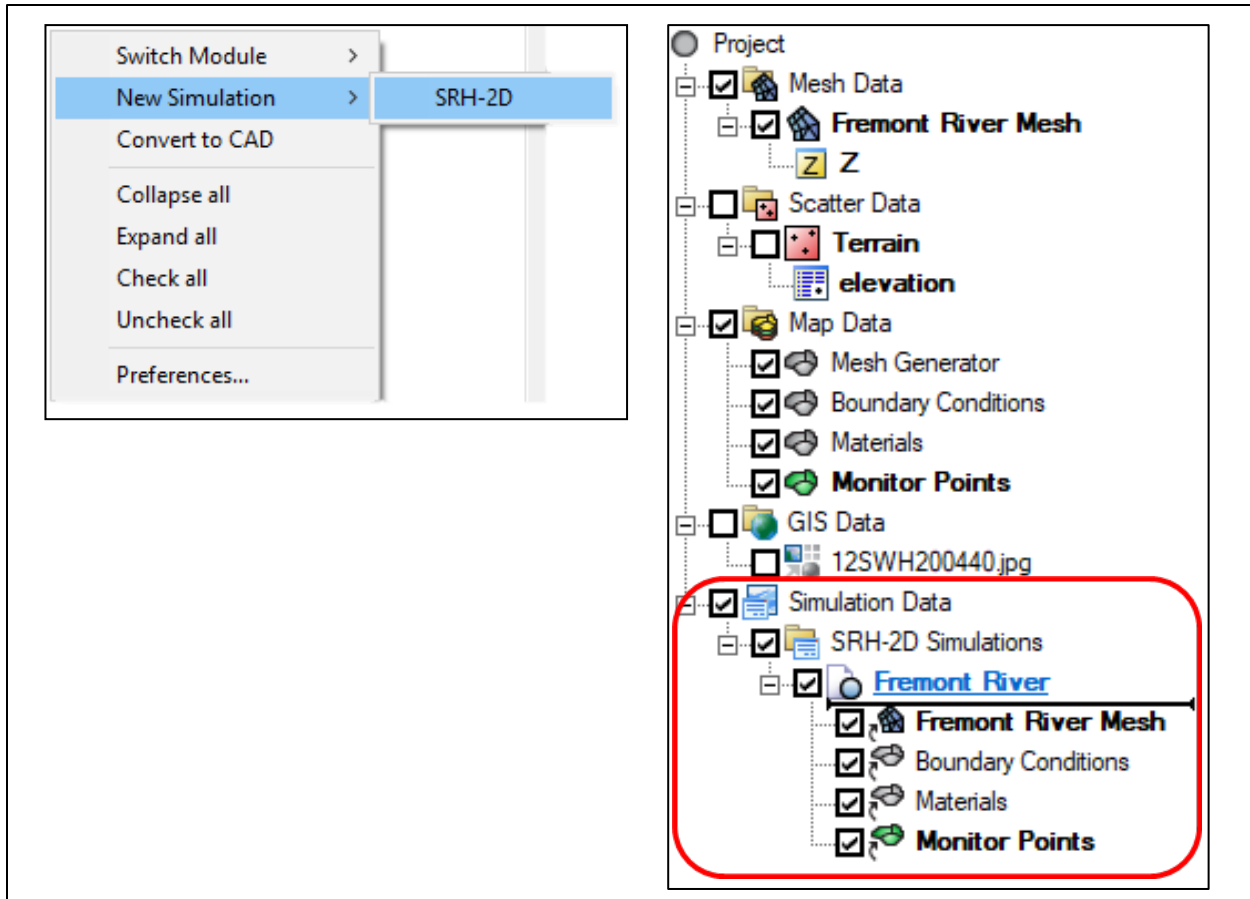 Switch Module >
New Simulation > SRH-2D
Convert to CAD
Collapse all
Expand all
Check all
Uncheck all
Preferences...
Project
Mesh Data
Fremont River Mesh
Z Z
Scatter Data
Terrain
elevation
Map Data
Mesh Generator
Boundary Conditions
Materials
Monitor Points
GIS Data
12SWH200440.jpg
Simulation Data
SRH-2D Simulations
Fremont River
Fremont River Mesh
Boundary Conditions
Materials
Monitor Points